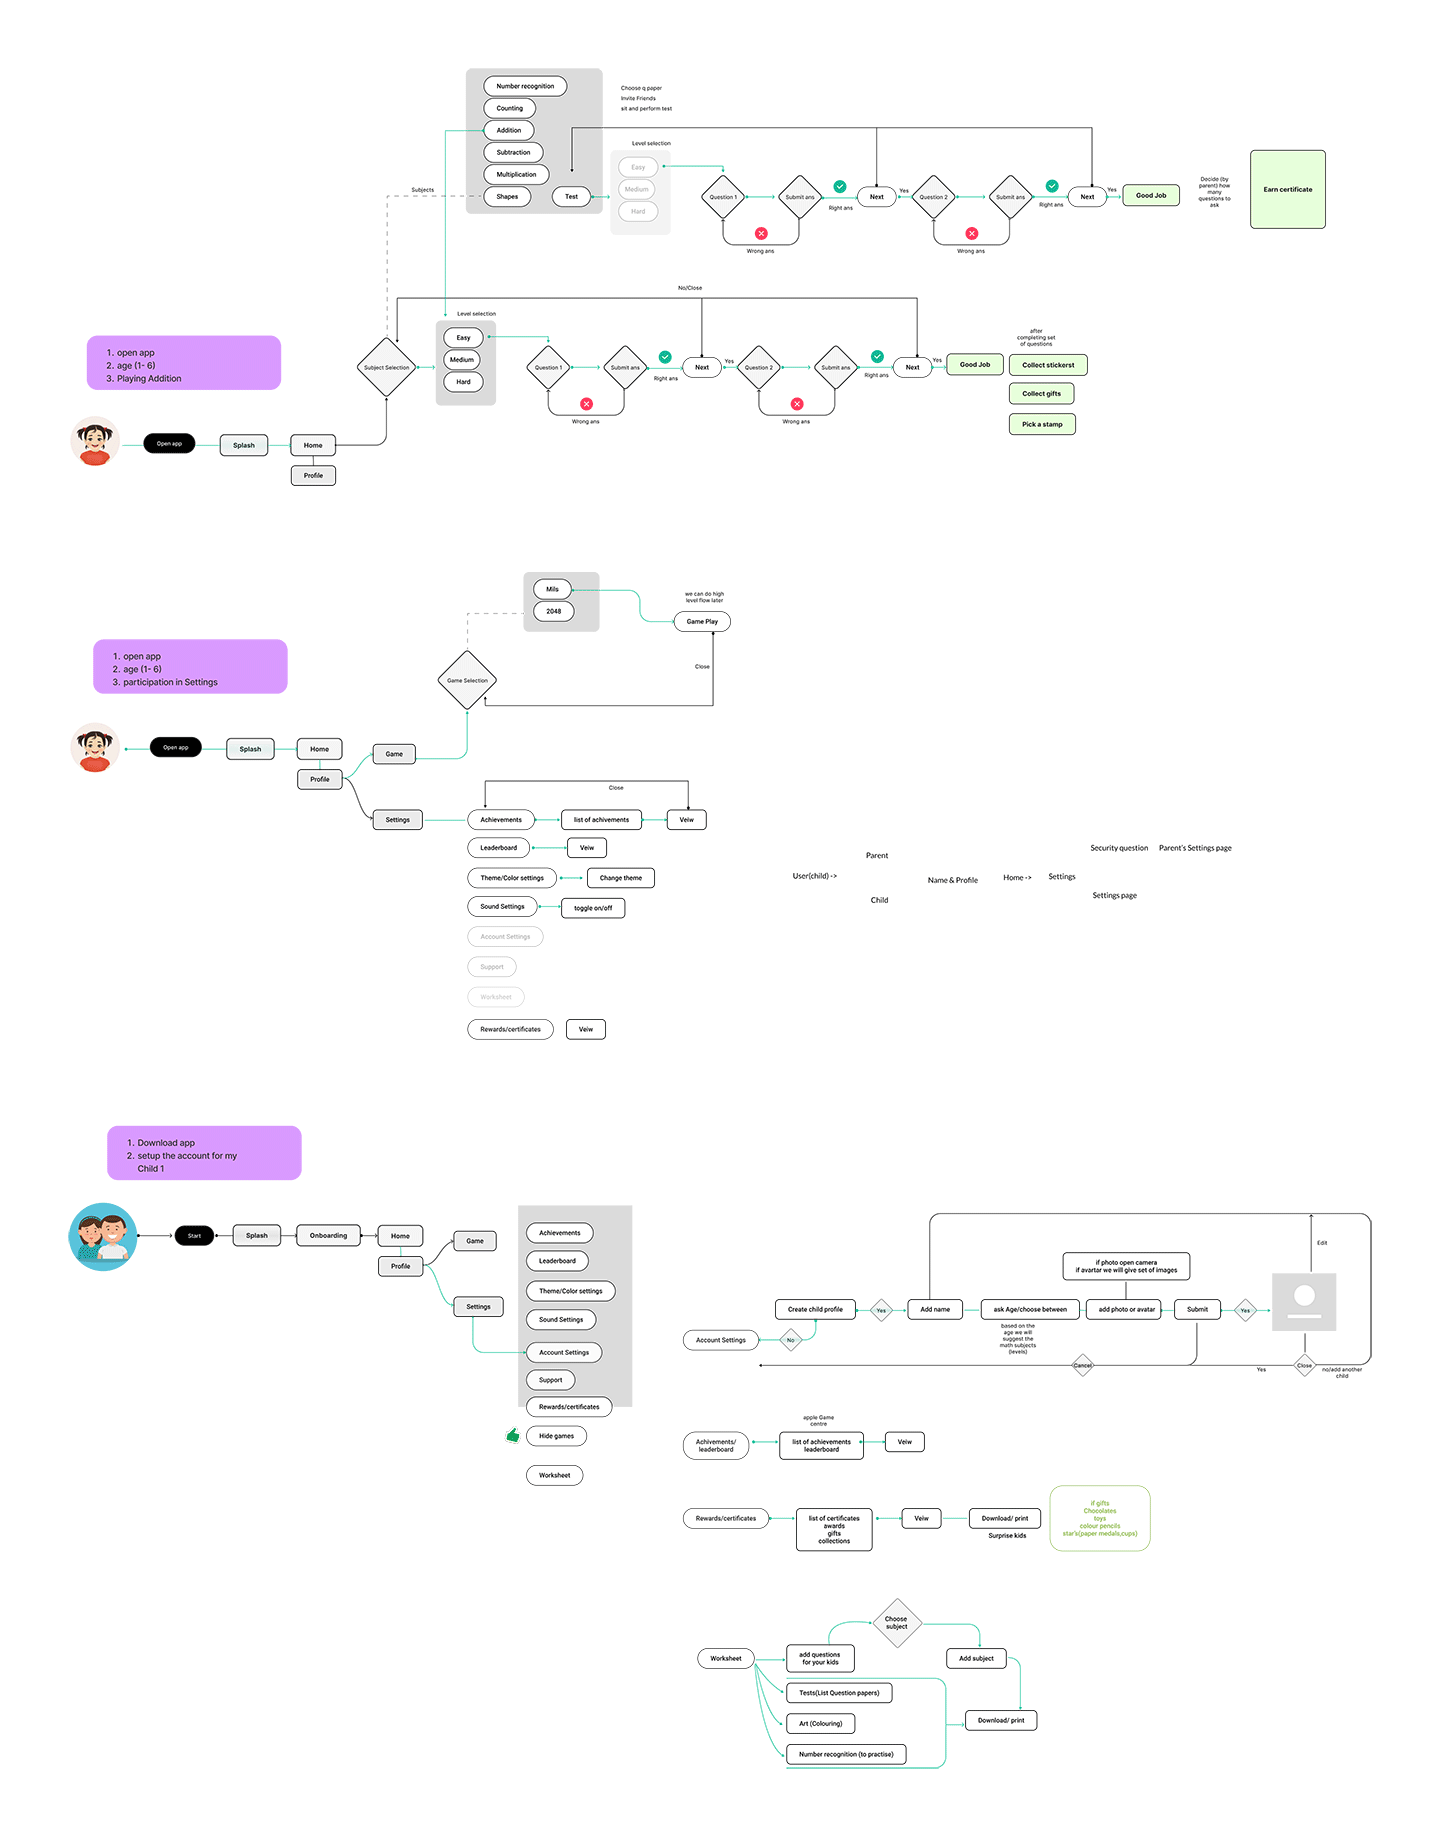 Number recognition
Counting
Addition
Subtraction
Multiplication
Shapes
Test
Subjects
Choose q paper
Invite Friends
sit and perform test
Level selection
Easy
Medium
Hard
Question 1
Submit ans
Right ans
Wrong ans
Next
Yes
Question 2
Submit ans
Right ans
Wrong ans
Next
Yes
Good Job
Decide (by
parent) how
many
questions to
ask
Earn certificate
No/Close
1. open app
2. age (1- 6)
3. Playing Addition
Open app
Splash
Home
Profile
Subject Selection
Level selection
Easy
Medium
Hard
Question 1
Submit ans
Right ans
Wrong ans
Next
Yes
Question 2
Submit ans
Right ans
Wrong ans
Next
Yes
Good Job
after
completing set
of questions
Collect stickerst
Collect gifts
Pick a stamp
1. open app
2. age (1- 6)
3. participation in Settings
Open app
Splash
Home
Profile
Game
Settings
Game Selection
Mils
2048
we can do high
level flow later
Game Play
Close
Close
Achievements
list of achivements
Veiw
Leaderboard
Veiw
Theme/Color settings
Change theme
Sound Settings
toggle on/off
Account Settings
Support
Worksheet
Rewards/certificates
Veiw
User(child) ->
Parent
Child
Name & Profile
Home ->
Settings
Security question
Parent's Settings page
Settings page
1. Download app
2. setup the account for my
Child 1
Start
Splash
Onboarding
Home
Profile
Game
Settings
Achievements
Leaderboard
Theme/Color settings
Sound Settings
Account Settings
Support
Rewards/certificates
Hide games
Worksheet
Account Settings
No
Create child profile
Yes
Add name
ask Age/choose between
based on the
age we will
suggest the
math subjects
(levels)
if photo open camera
if avartar we will give set of images
add photo or avatar
Submit
Yes
Edit
Cancel
Yes
Close
no/add another
child
Achivements/
leaderboard
apple Game
centre
list of achievements
leaderboard
Veiw
Rewards/certificates
list of certificates
awards
gifts
collections
Veiw
Download/ print
Surprise kids
if gifts
Chocolates
toys
colour pencils
star's(paper medals,cups)
Worksheet
add questions
for your kids
Choose
subject
Add subject
Tests(List Question papers)
Art (Colouring)
Number recognition (to practise)
Download/ print